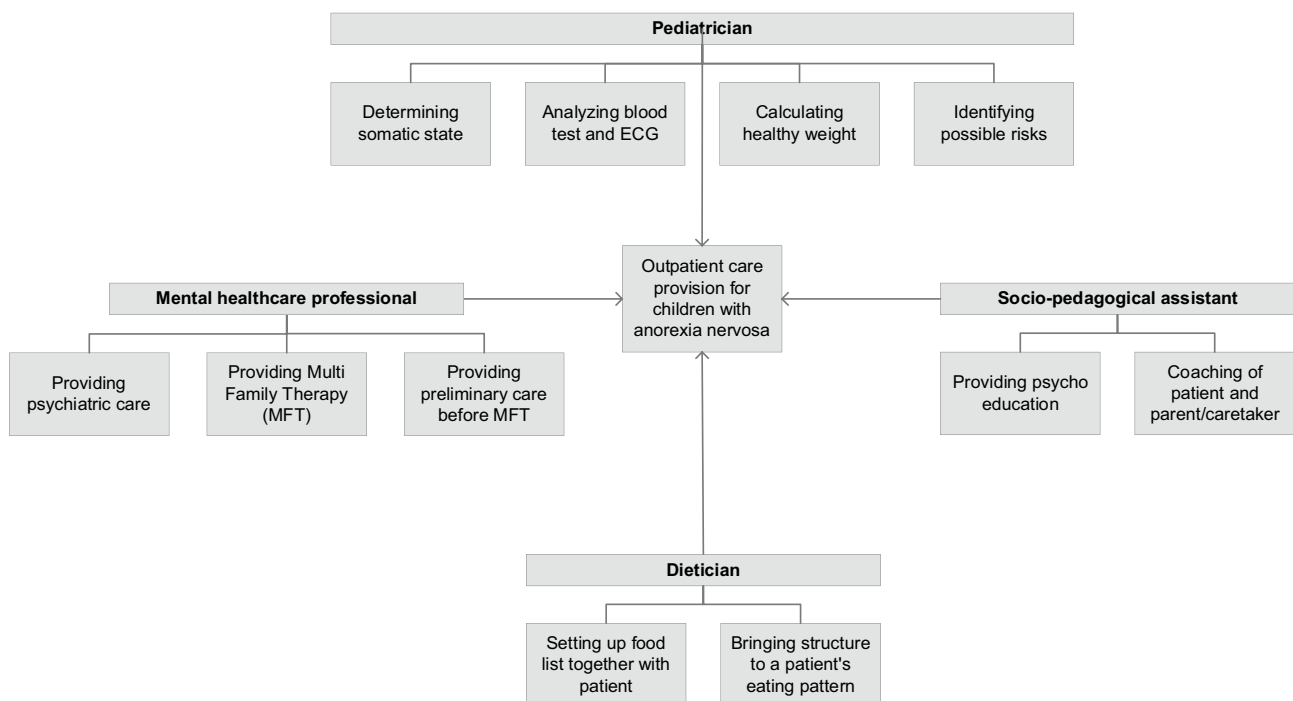 Pediatrician
Determining
somatic state
Analyzing blood
test and ECG
Calculating
healthy weight
Identifying
possible risks
Outpatient care
provision for
children with
anorexia nervosa
Mental healthcare professional
Providing
psychiatric care
Providing Multi
Family Therapy
(MFT)
Providing
preliminary care
before MFT
Socio-pedagogical assistant
Providing psycho
education
Coaching of
patient and
parent/caretaker
Dietician
Setting up food
list together with
patient
Bringing structure
to a patient's
eating pattern